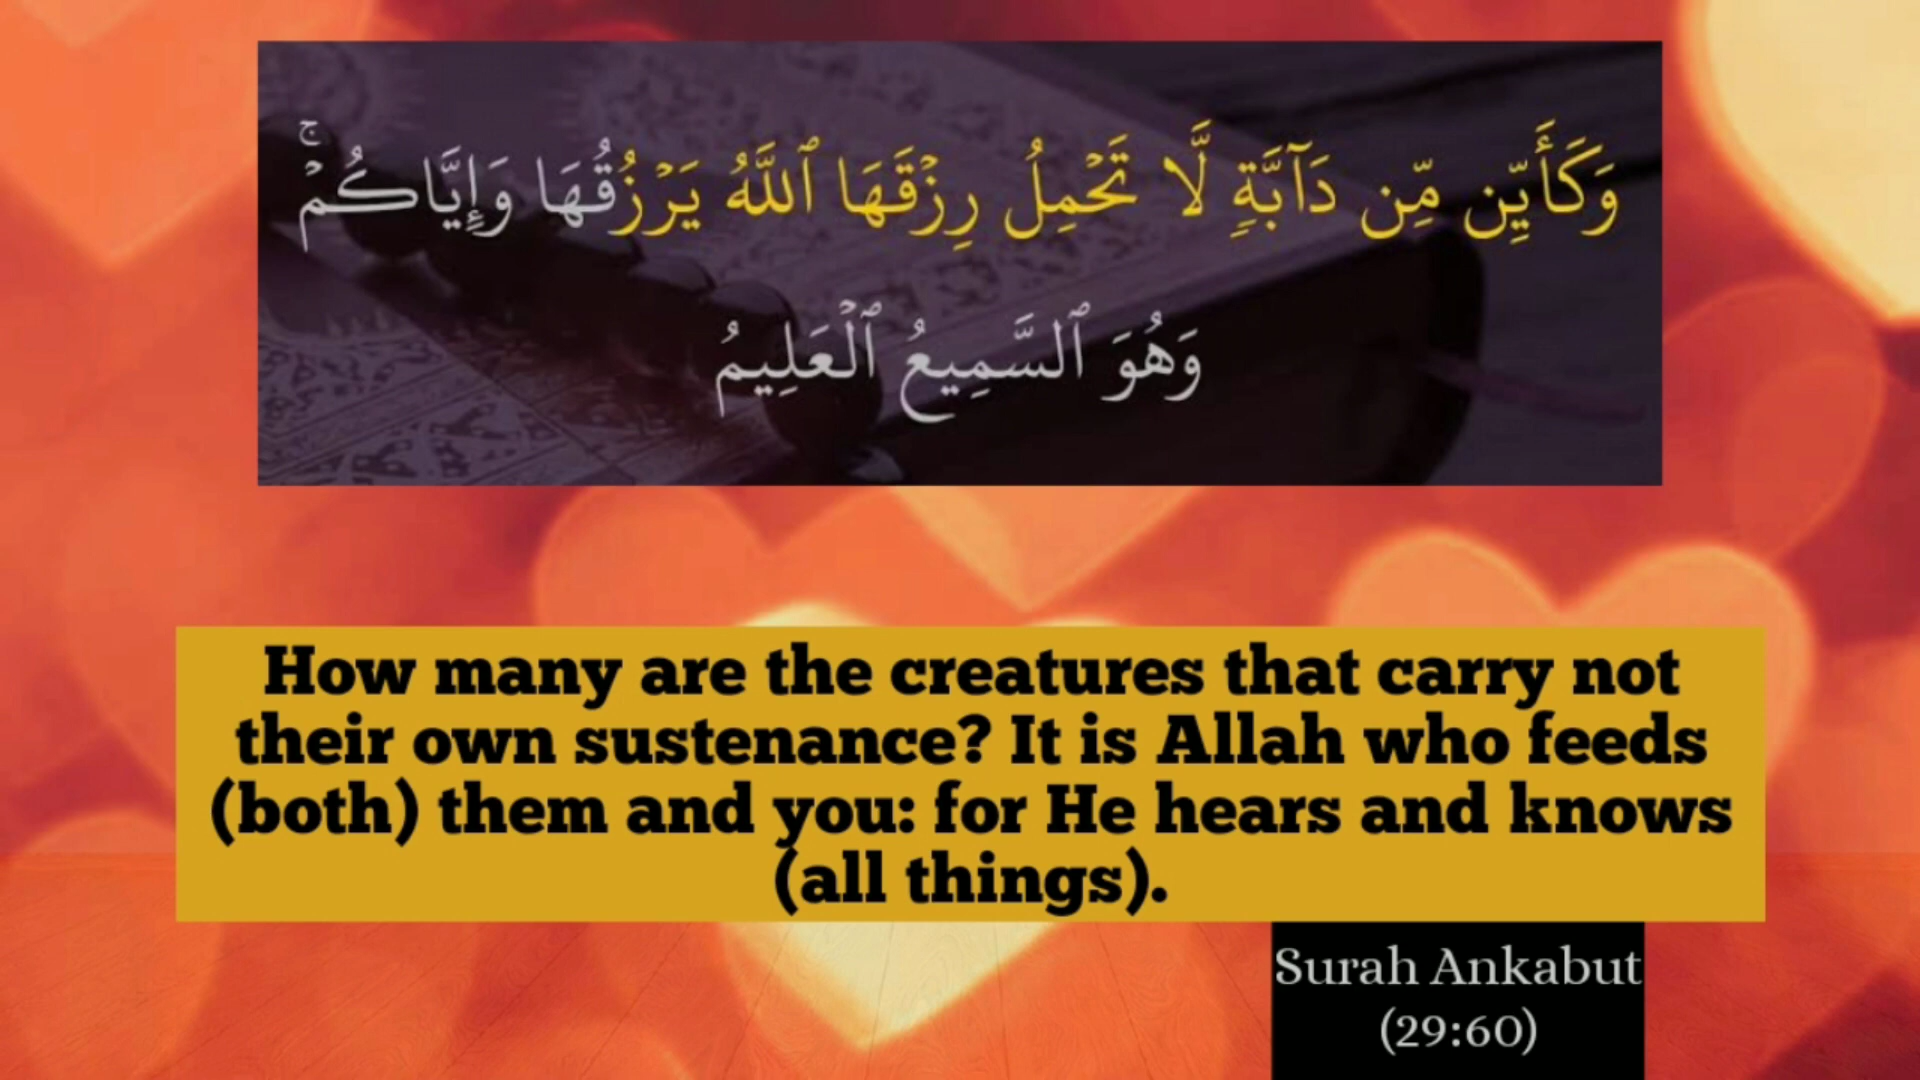 وَكَأَيِّن مِّن دَآبَّةٍ لَّا تَحْمِلُ رِزْقَهَا ٱللَّهُ يَرْزُقُهَا وَإِيَّاكُمْ ۚ
وَهُوَ ٱلسَّمِيعُ ٱلْعَلِيمُ
How many are the creatures that carry not
their own sustenance? It is Allah who feeds
(both) them and you: for He hears and knows
(all things).
Surah Ankabut
(29:60)